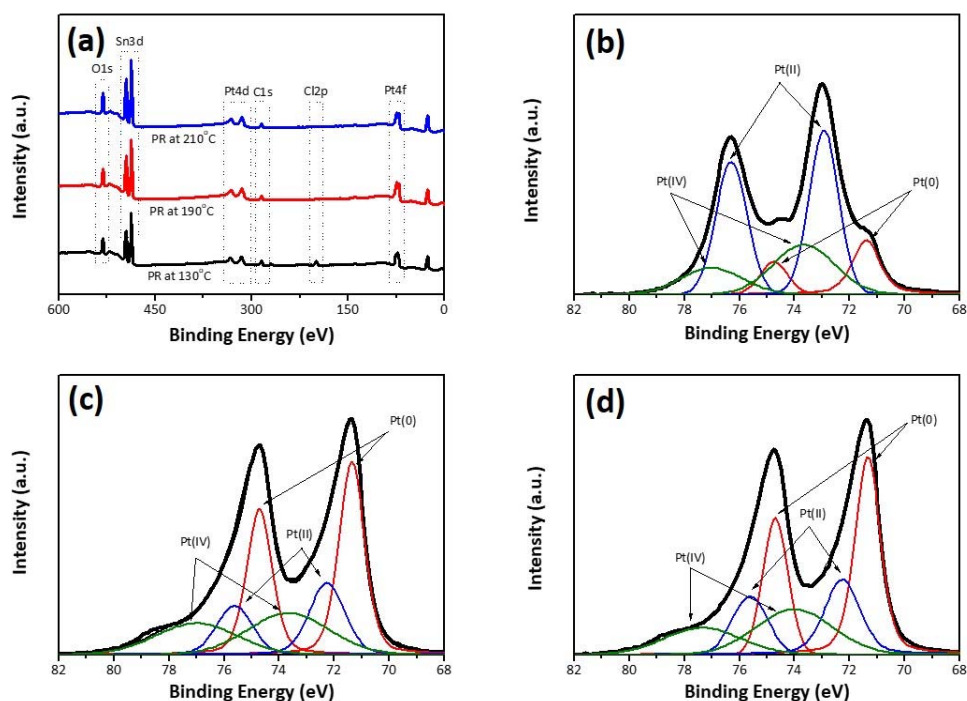 (a)
Sn3d
O1s
Pt4d
C1s
Cl2p
Pt4f
PR at 210°C
PR at 190°C
PR at 130°C
Intensity (a.u.)
600 450 300 150 0
Binding Energy (eV)
(b)
Pt(II)
Pt(IV)
Pt(0)
Intensity (a.u.)
82 80 78 76 74 72 70 68
Binding Energy (eV)
(c)
Pt(0)
Pt(II)
Pt(IV)
Intensity (a.u.)
82 80 78 76 74 72 70 68
Binding Energy (eV)
(d)
Pt(0)
Pt(II)
Pt(IV)
Intensity (a.u.)
82 80 78 76 74 72 70 68
Binding Energy (eV)